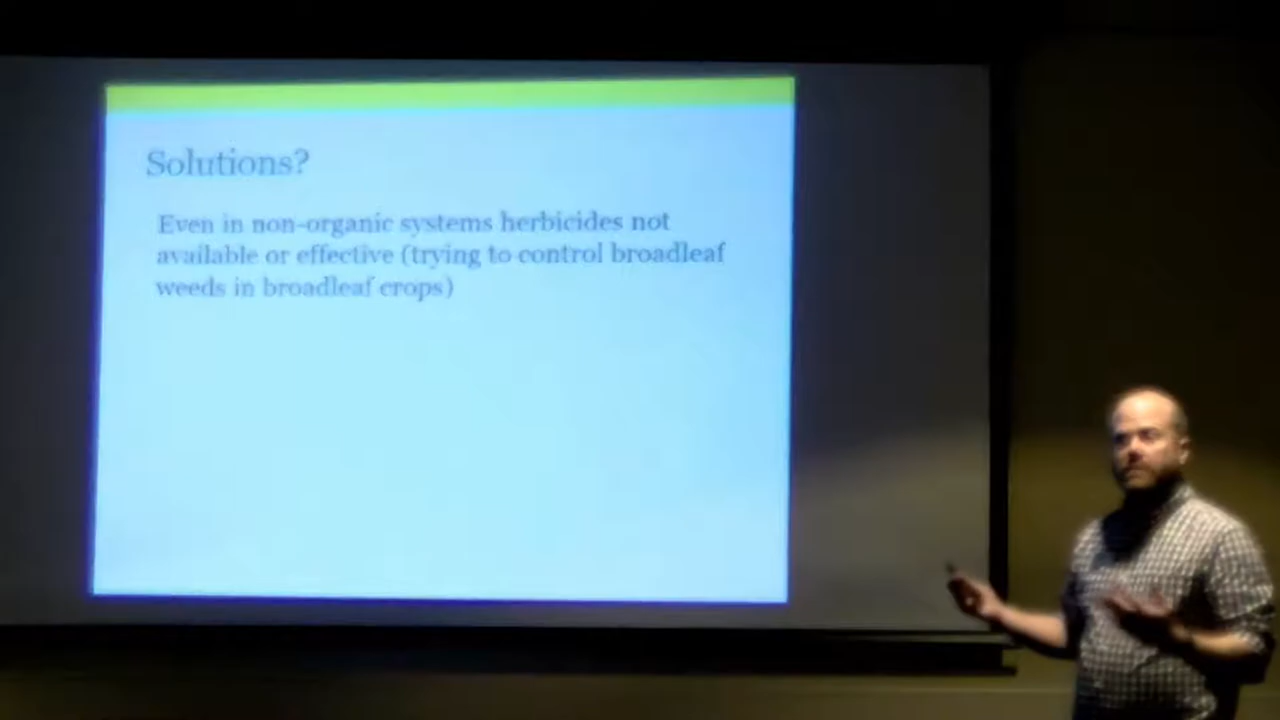 Solutions?
Even in non-organic systems herbicides not
available or effective (trying to control broadleaf
weeds in broadleaf crops)